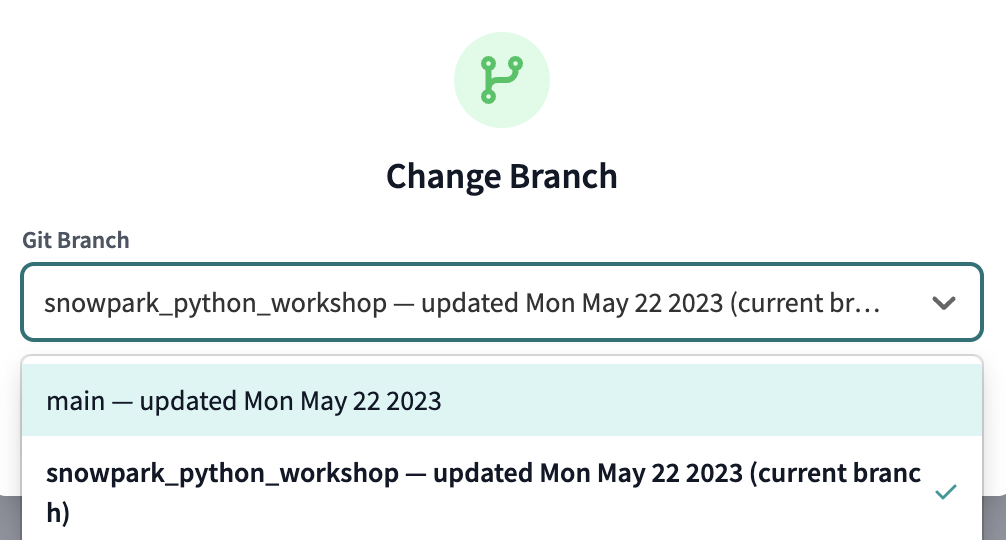 Change Branch
Git Branch
snowpark_python_workshop — updated Mon May 22 2023 (current br…
main — updated Mon May 22 2023
snowpark_python_workshop — updated Mon May 22 2023 (current branc
h)